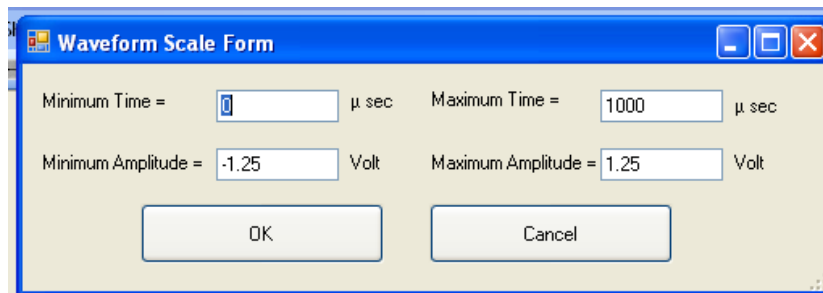 Waveform Scale Form
Minimum Time = 0 µ sec Maximum Time = 1000 µ sec
Minimum Amplitude = -1.25 Volt Maximum Amplitude = 1.25 Volt
OK Cancel